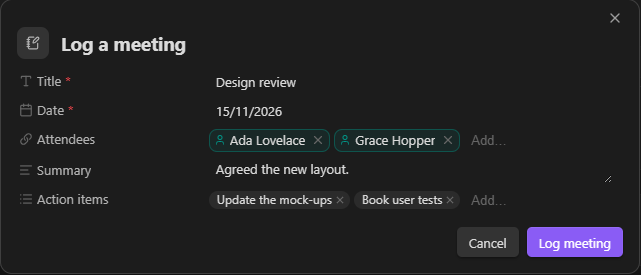 Log a meeting
Title *
Design review
Date *
15/11/2026
Attendees
Ada Lovelace
Grace Hopper
Add...
Summary
Agreed the new layout.
Action items
Update the mock-ups
Book user tests
Add...
Cancel
Log meeting